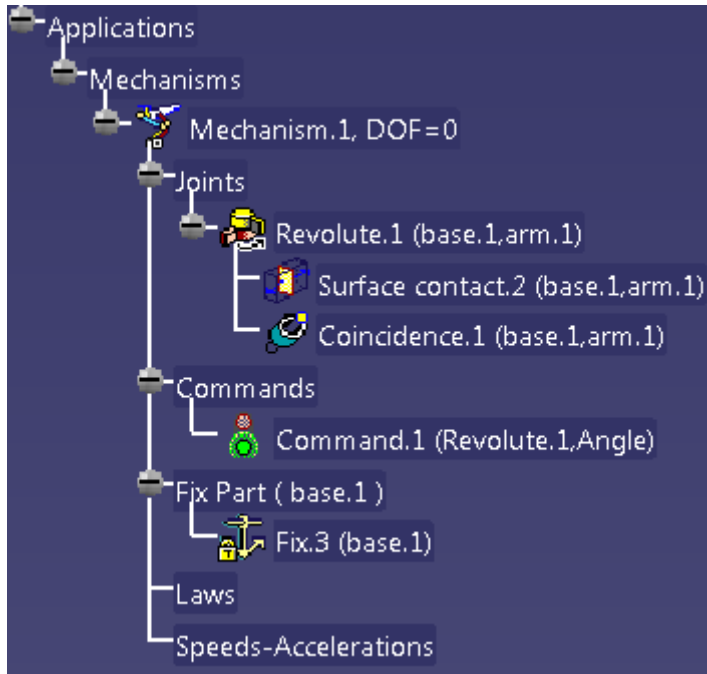 Applications
Mechanisms
Mechanism.1, DOF=0
Joints
Revolute.1 (base.1,arm.1)
Surface contact.2 (base.1,arm.1)
Coincidence.1 (base.1,arm.1)
Commands
Command.1 (Revolute.1,Angle)
Fix Part ( base.1 )
Fix.3 (base.1)
Laws
Speeds-Accelerations